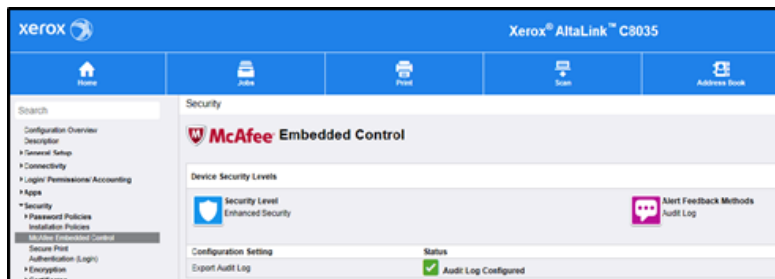 xerox
Xerox® AltaLink™ C8035
Home
Jobs
Print
Scan
Address Book
Search
Configuration Overview
Description
General Setup
Connectivity
Login/ Permissions/ Accounting
Apps
Security
Password Policies
Installation Policies
McAfee Embedded Control
Secure Print
Authentication (Login)
Encryption
Certificates
Security
McAfee Embedded Control
Device Security Levels
Security Level
Enhanced Security
Alert Feedback Methods
Audit Log
Configuration Setting Status
Export Audit Log Audit Log Configured